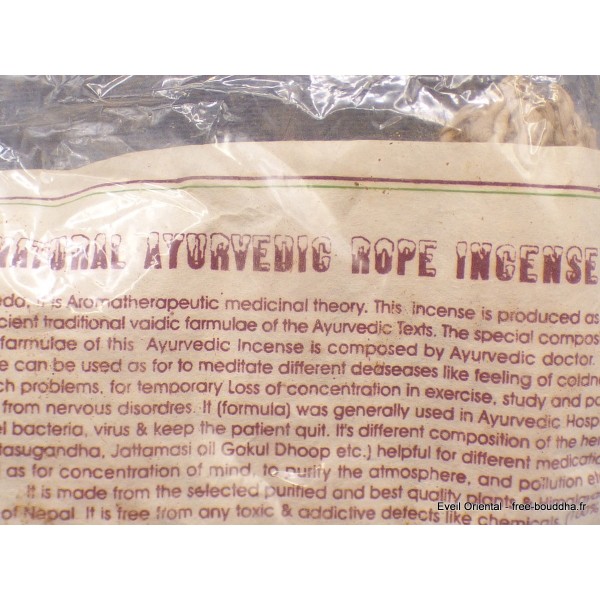 NATURAL AYURVEDIC ROPE INCENSE
edo. It is Aromatherapeutic medicinal theory. This incense is produced as
cient traditional vaidic farmulae of the Ayurvedic Texts. The special compos
farmulae of this Ayurvedic Incense is composed by Ayurvedic doctor.
e can be used as for to meditate different dedseases like feeling of coldn
ch problems, for temporary Loss of concentration in exercise, study and pa
from nervous disordres. It (formula) was generally used in Ayurvedic Hosp
el bacteria, virus & keep the patient quit. It's different composition of the her
tasugandha, Jattamasi oil Gokul Dhoop etc.) helpful for different medicatio
l as for concentration of mind, to purify the atmosphere, and pollution etc
It is made from the selected purified and best quality plants &
of Nepal. It is free from any toxic & addictive defects like chemicals
Eveil Oriental - free-bouddha.fr